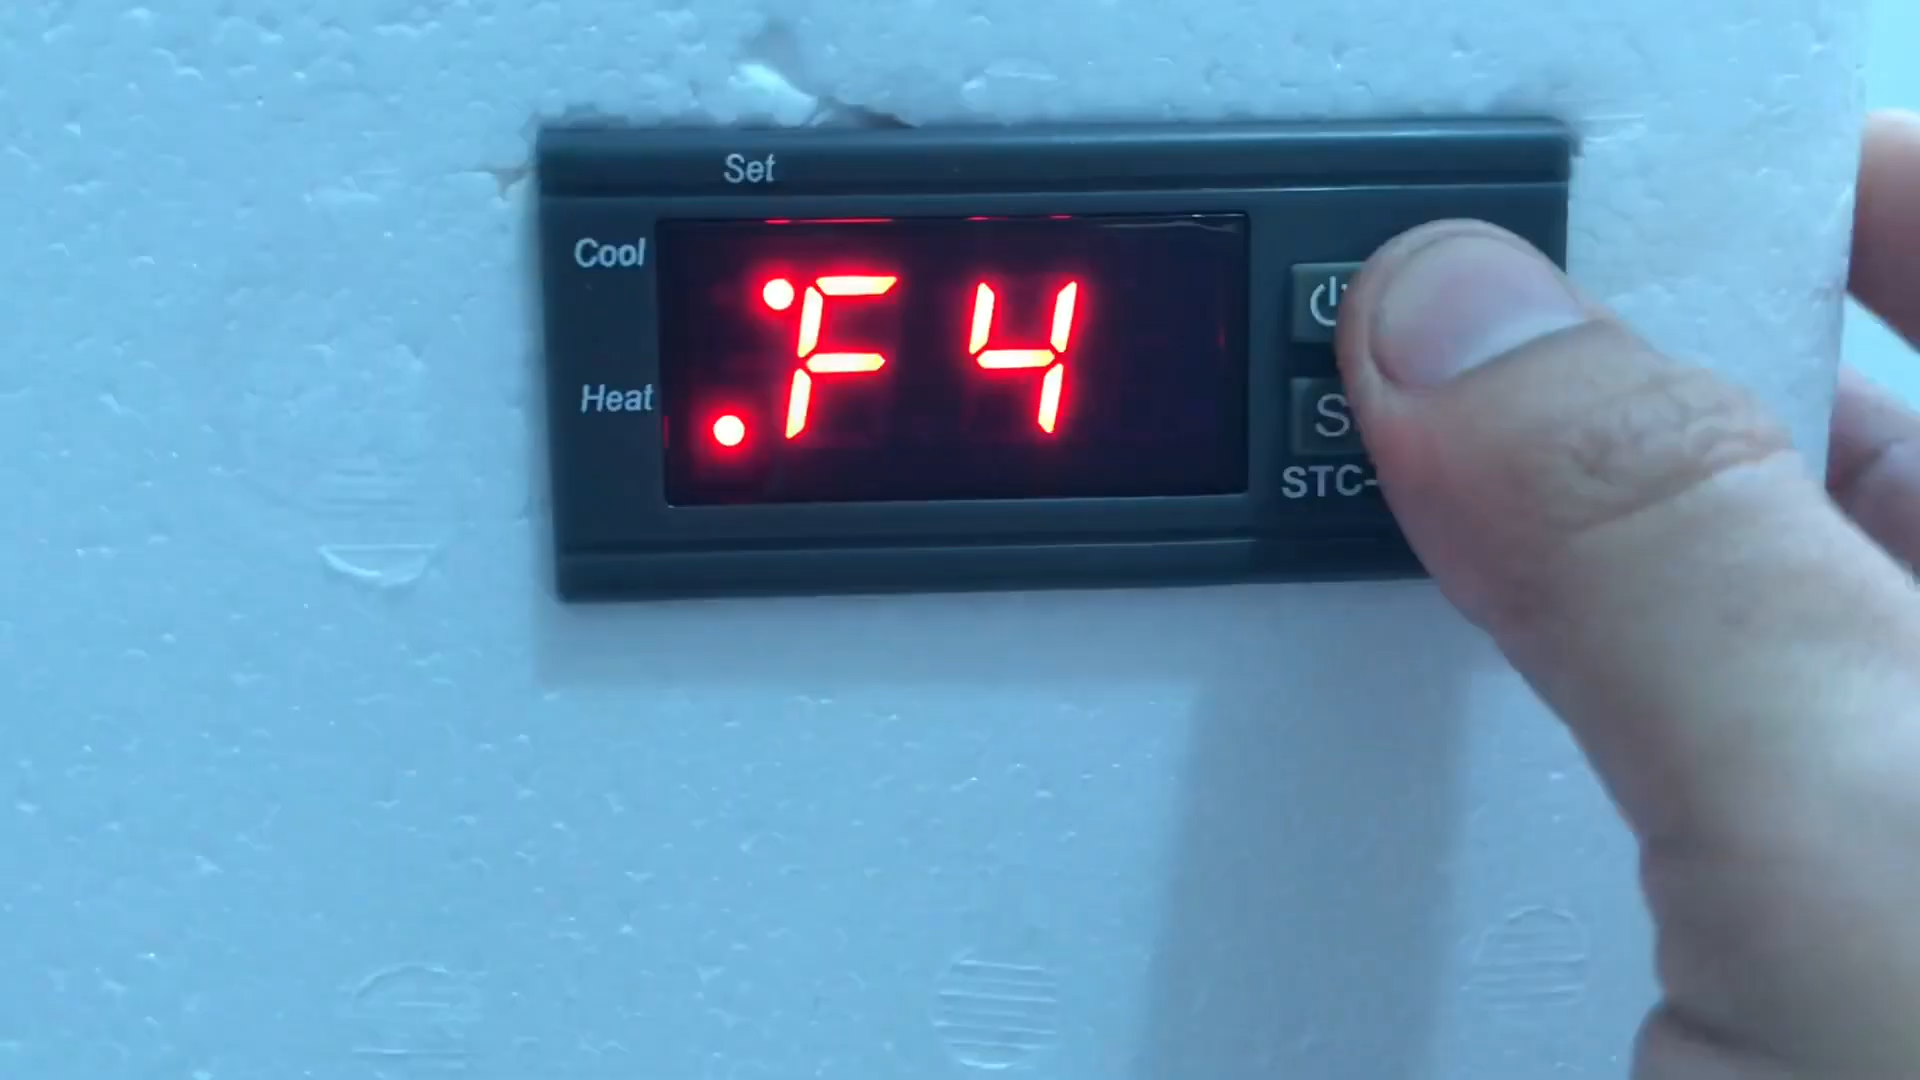 Set
Cool
F4
Heat
S
STC-